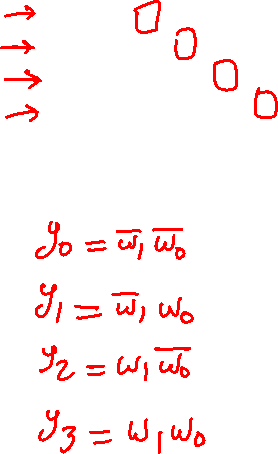 y₀ = w̅₁ w̅₀
y₁ = w̅₁ w₀
y₂ = w₁ w̅₀
y₃ = w₁ w₀